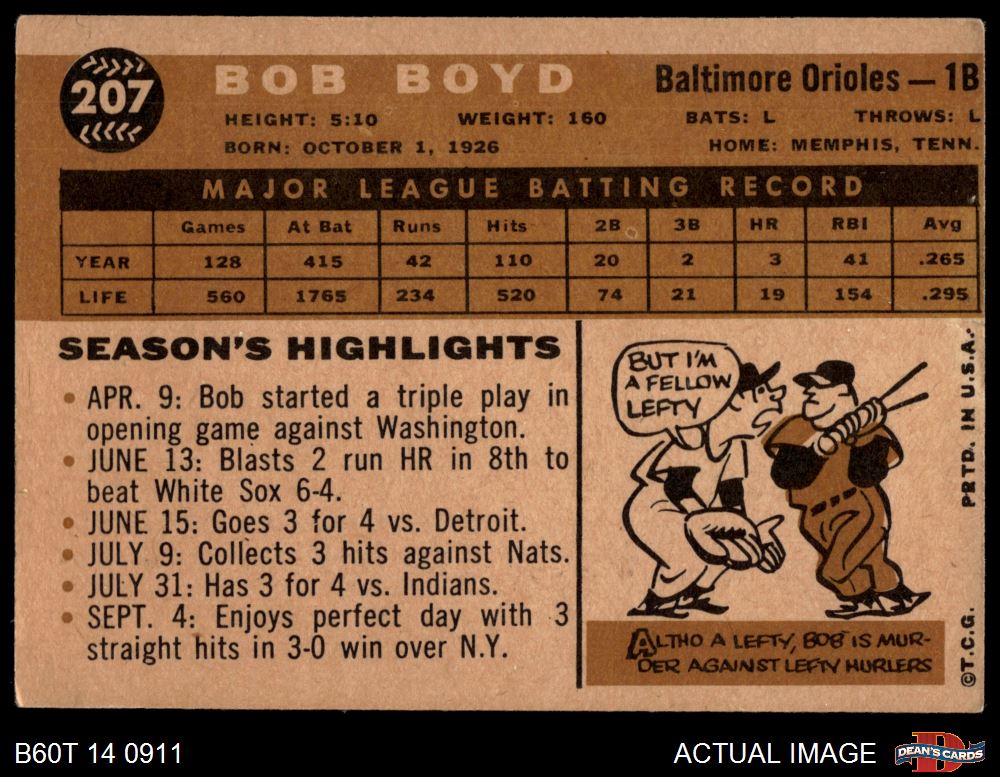 207
BOB BOYD
Baltimore Orioles — 1B
HEIGHT: 5:10 WEIGHT: 160 BATS: L THROWS: L
BORN: OCTOBER 1, 1926 HOME: MEMPHIS, TENN.
MAJOR LEAGUE BATTING RECORD
Games At Bat Runs Hits 2B 3B HR RBI Avg
YEAR 128 415 42 110 20 2 3 41 .265
LIFE 560 1765 234 520 74 21 19 154 .295
SEASON'S HIGHLIGHTS
• APR. 9: Bob started a triple play in
opening game against Washington.
• JUNE 13: Blasts 2 run HR in 8th to
beat White Sox 6-4.
• JUNE 15: Goes 3 for 4 vs. Detroit.
• JULY 9: Collects 3 hits against Nats.
• JULY 31: Has 3 for 4 vs. Indians.
• SEPT. 4: Enjoys perfect day with 3
straight hits in 3-0 win over N.Y.
BUT I'M
A FELLOW
LEFTY
ALTHO A LEFTY, BOB IS MUR-
DER AGAINST LEFTY HURLERS
©T.C.G. PRTD. IN U.S.A.
B60T 14 0911
ACTUAL IMAGE
D
DEAN'S CARDS